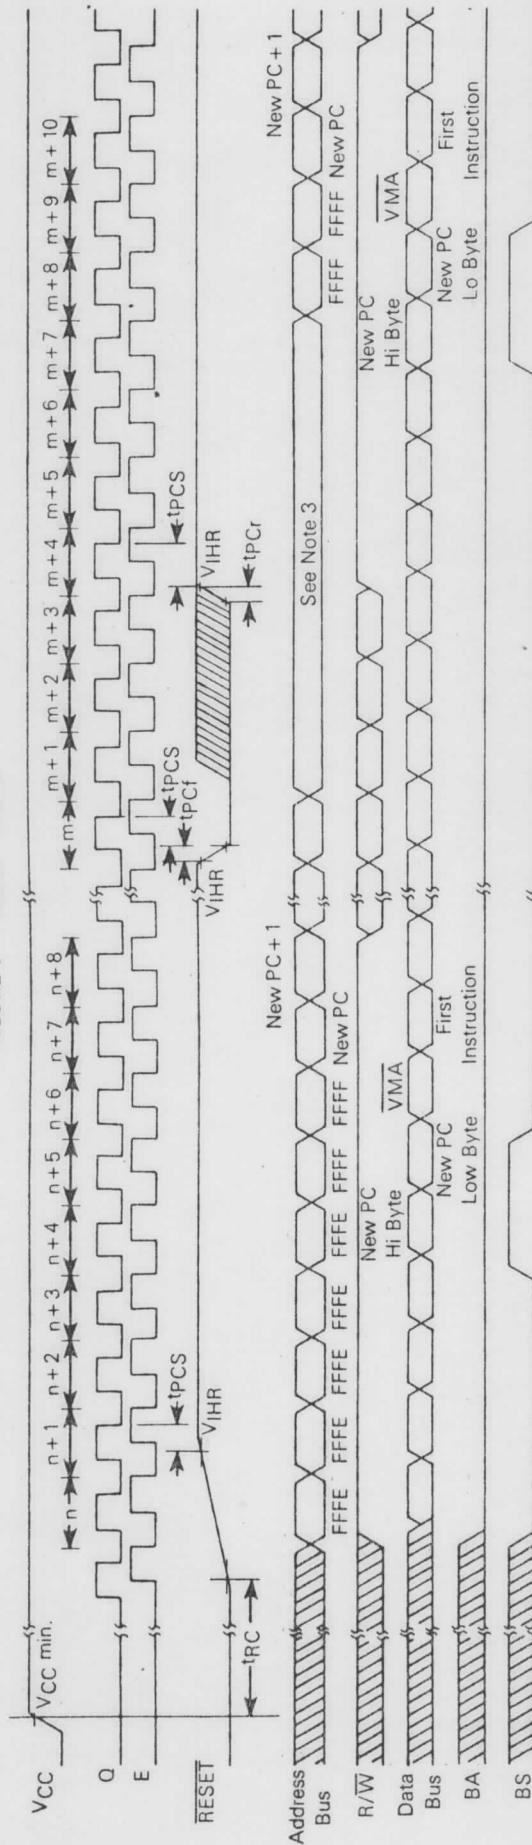 VCC
VCC min.
n n+1 n+2 n+3 n+4 n+5 n+6 n+7 n+8 m m+1 m+2 m+3 m+4 m+5 m+6 m+7 m+8 m+9 m+10
Q
E
tPCS tPCS tPCS
tPCf
RESET
tRC
VIHR VIHR VIHR
tPCr
New PC+1 New PC+1
Address
Bus
See Note 3
FFFE FFFE FFFE FFFE FFFE FFFF FFFF New PC FFFF FFFF New PC
R/W
New PC
Hi Byte
VMA
New PC
Hi Byte
VMA
Data
Bus
New PC
Low Byte
First
Instruction
New PC
Lo Byte
First
Instruction
BA
BS